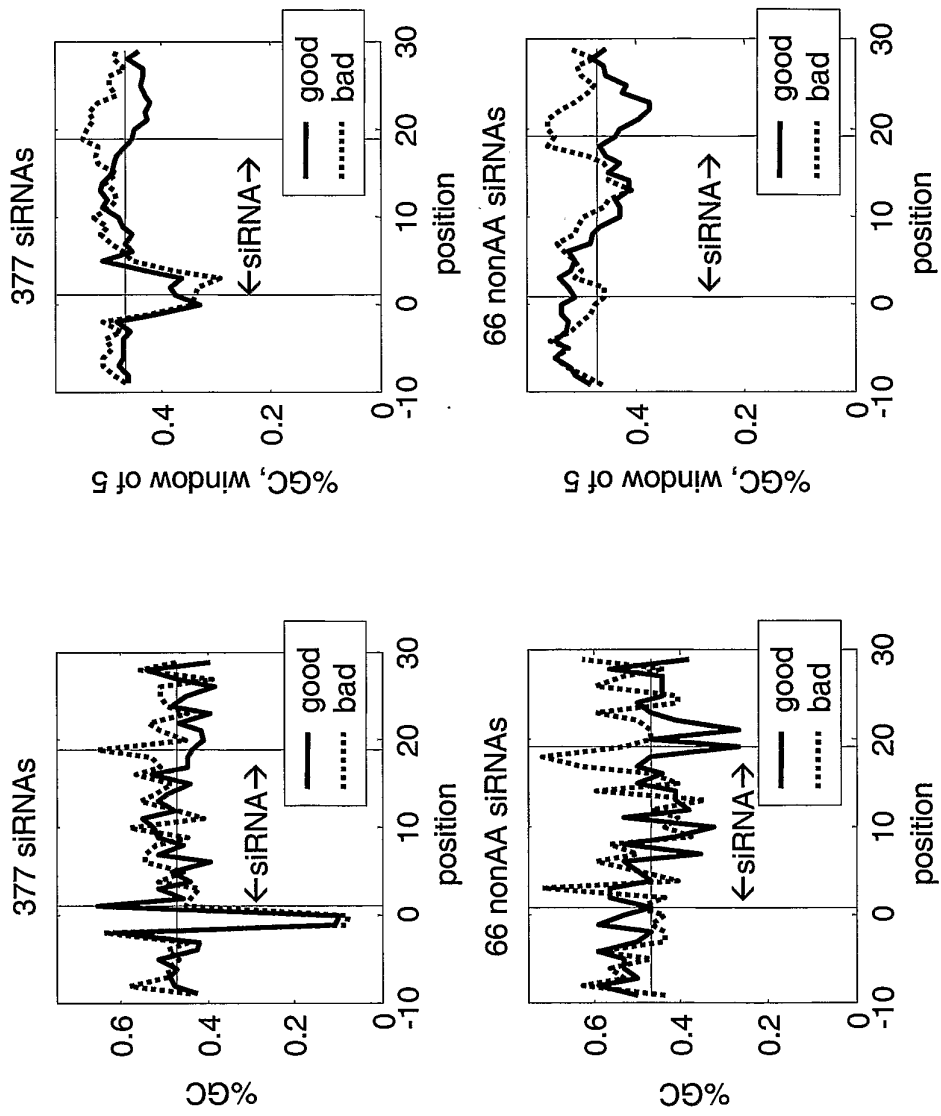 377 siRNAs
%GC
0.6
0.4
0.2
0
←siRNA→
good
bad
-10
0
10
20
30
position
377 siRNAs
%GC, window of 5
0.4
0.2
0
←siRNA→
good
bad
-10
0
10
20
30
position
66 nonAA siRNAs
%GC
0.6
0.4
0.2
0
←siRNA→
good
bad
-10
0
10
20
30
position
66 nonAA siRNAs
%GC, window of 5
0.4
0.2
0
←siRNA→
good
bad
-10
0
10
20
30
position